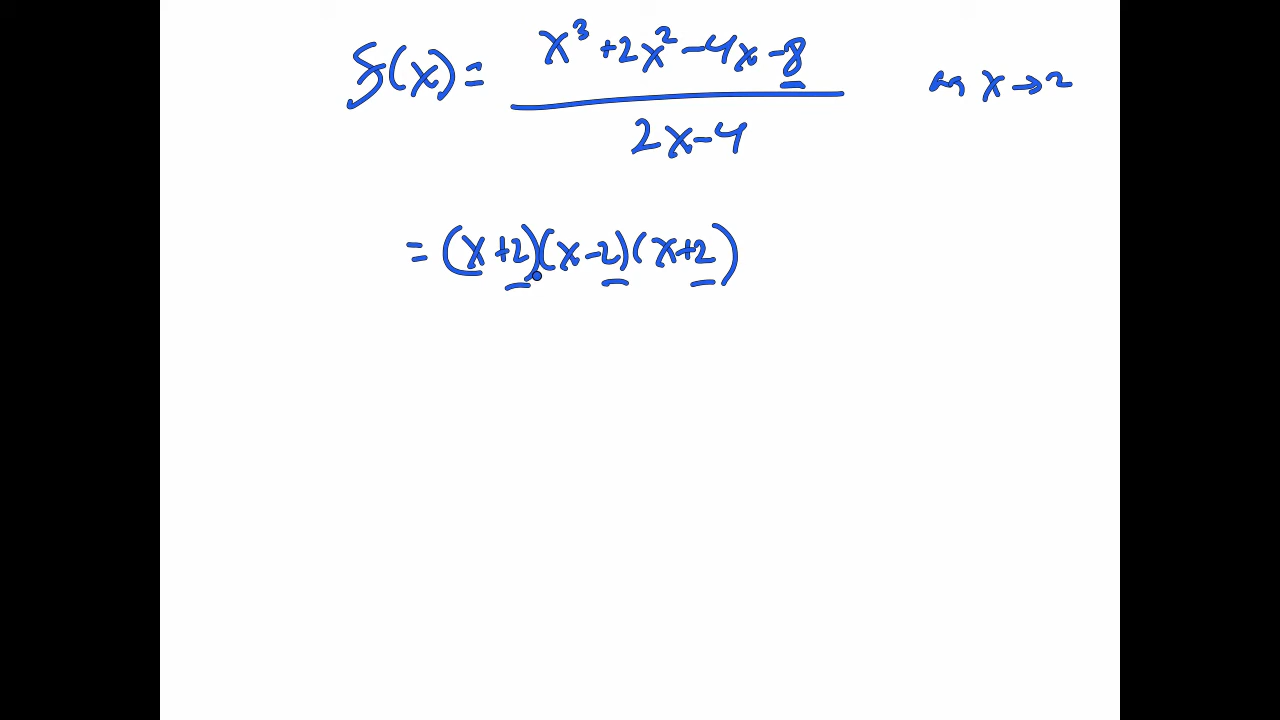 f(x) = (x³ + 2x² - 4x - 8) / (2x - 4) as x → 2
= (x + 2)(x - 2)(x + 2)